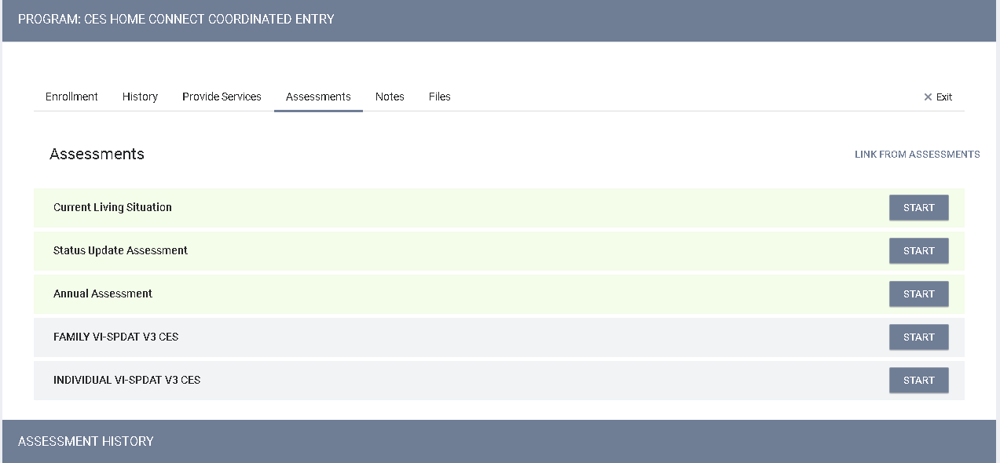 PROGRAM: CES HOME CONNECT COORDINATED ENTRY
Enrollment History Provide Services Assessments Notes Files × Exit
Assessments LINK FROM ASSESSMENTS
Current Living Situation START
Status Update Assessment START
Annual Assessment START
FAMILY VI-SPDAT V3 CES START
INDIVIDUAL VI-SPDAT V3 CES START
ASSESSMENT HISTORY